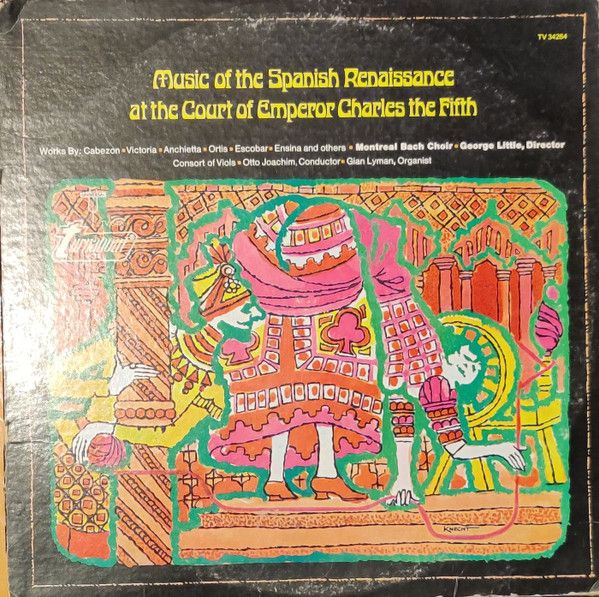 TV 34264
Music of the Spanish Renaissance
at the Court of Emperor Charles the Fifth
Works By: Cabezon • Victoria • Anchietta • Ortis • Escobar • Ensina and others • Montreal Bach Choir • George Little, Director
Consort of Viols • Otto Joachim, Conductor • Gian Lyman, Organist
turnabout
KNECHT